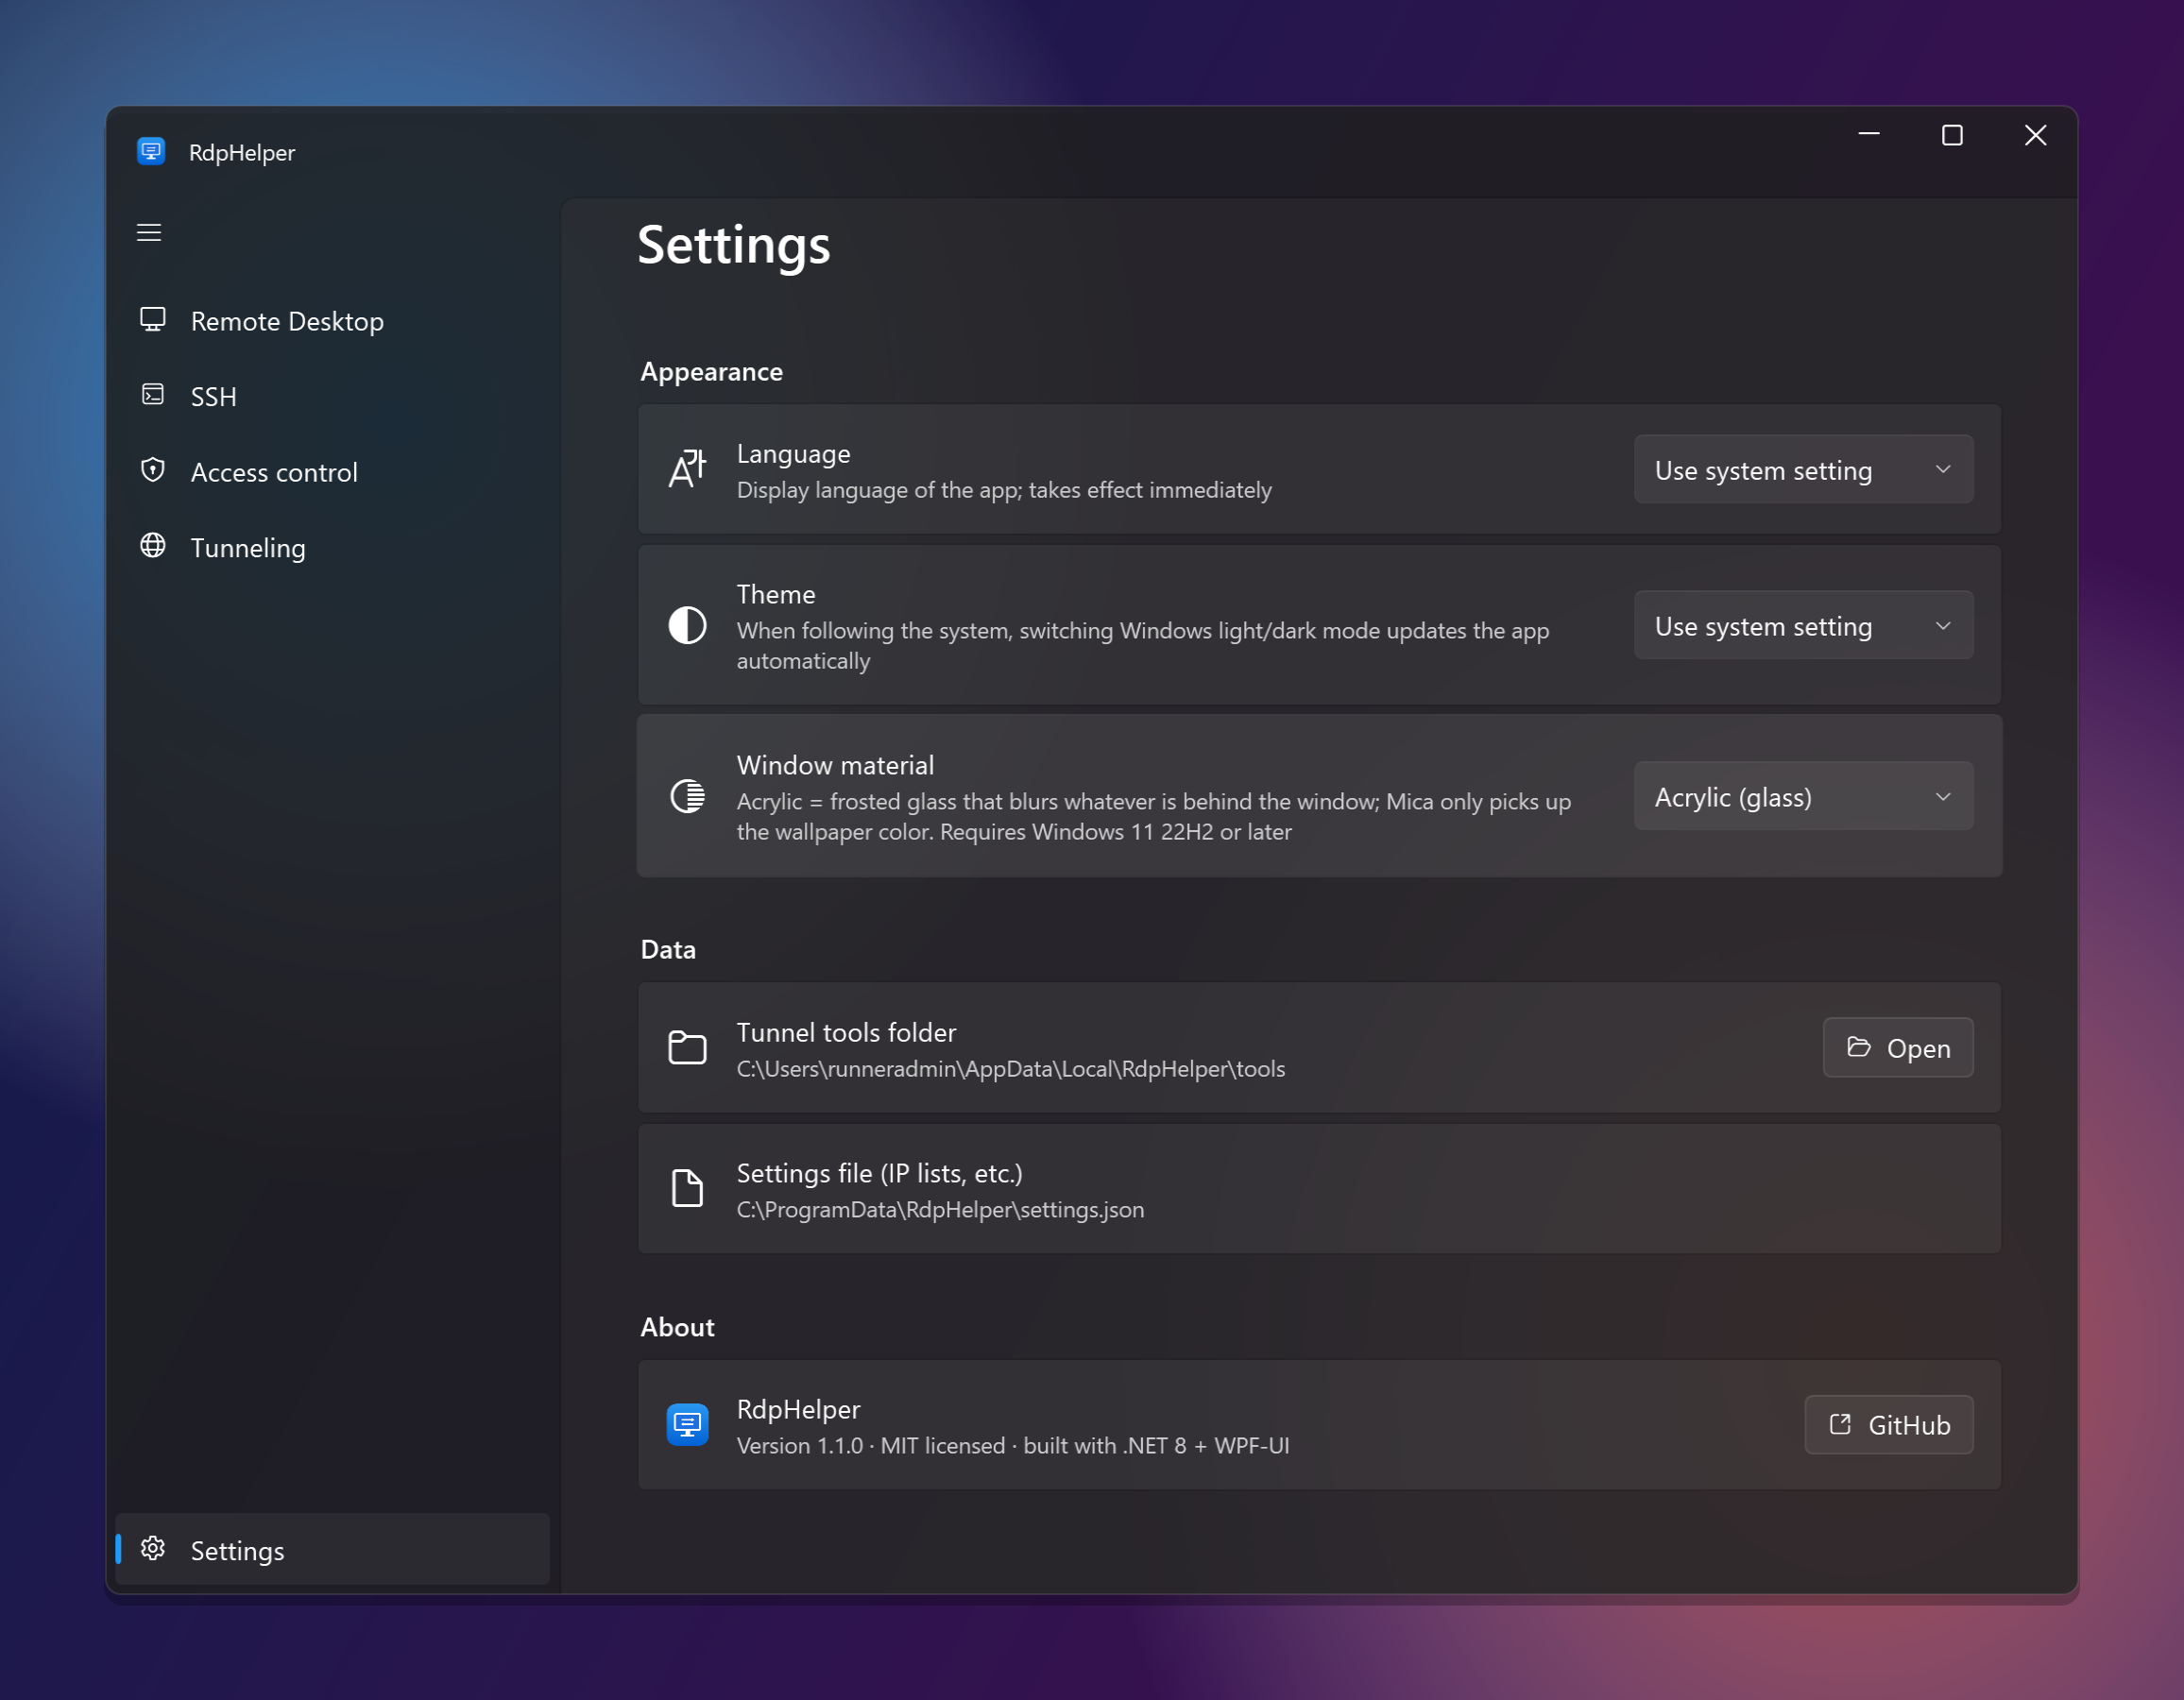 RdpHelper
Remote Desktop
SSH
Access control
Tunneling
Settings
Settings
Appearance
Language
Display language of the app; takes effect immediately
Use system setting
Theme
When following the system, switching Windows light/dark mode updates the app
automatically
Use system setting
Window material
Acrylic = frosted glass that blurs whatever is behind the window; Mica only picks up
the wallpaper color. Requires Windows 11 22H2 or later
Acrylic (glass)
Data
Tunnel tools folder
C:\Users\runneradmin\AppData\Local\RdpHelper\tools
Open
Settings file (IP lists, etc.)
C:\ProgramData\RdpHelper\settings.json
About
RdpHelper
Version 1.1.0 · MIT licensed · built with .NET 8 + WPF-UI
GitHub